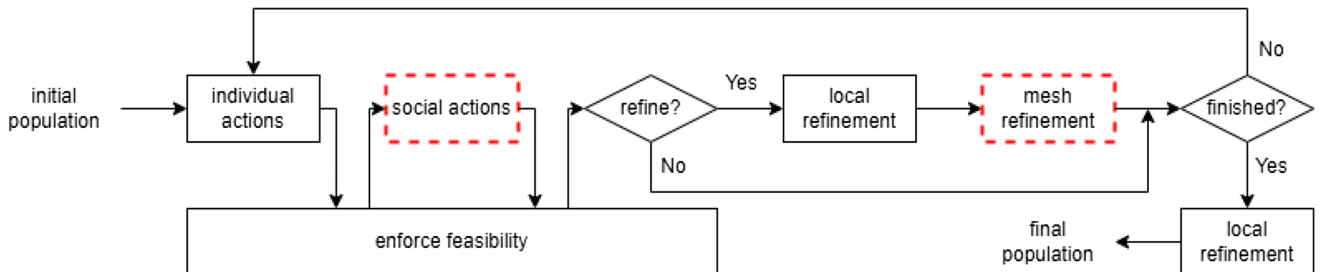 initial
population
individual
actions
social actions
refine?
Yes
No
local
refinement
mesh
refinement
finished?
No
Yes
enforce feasibility
final
population
local
refinement